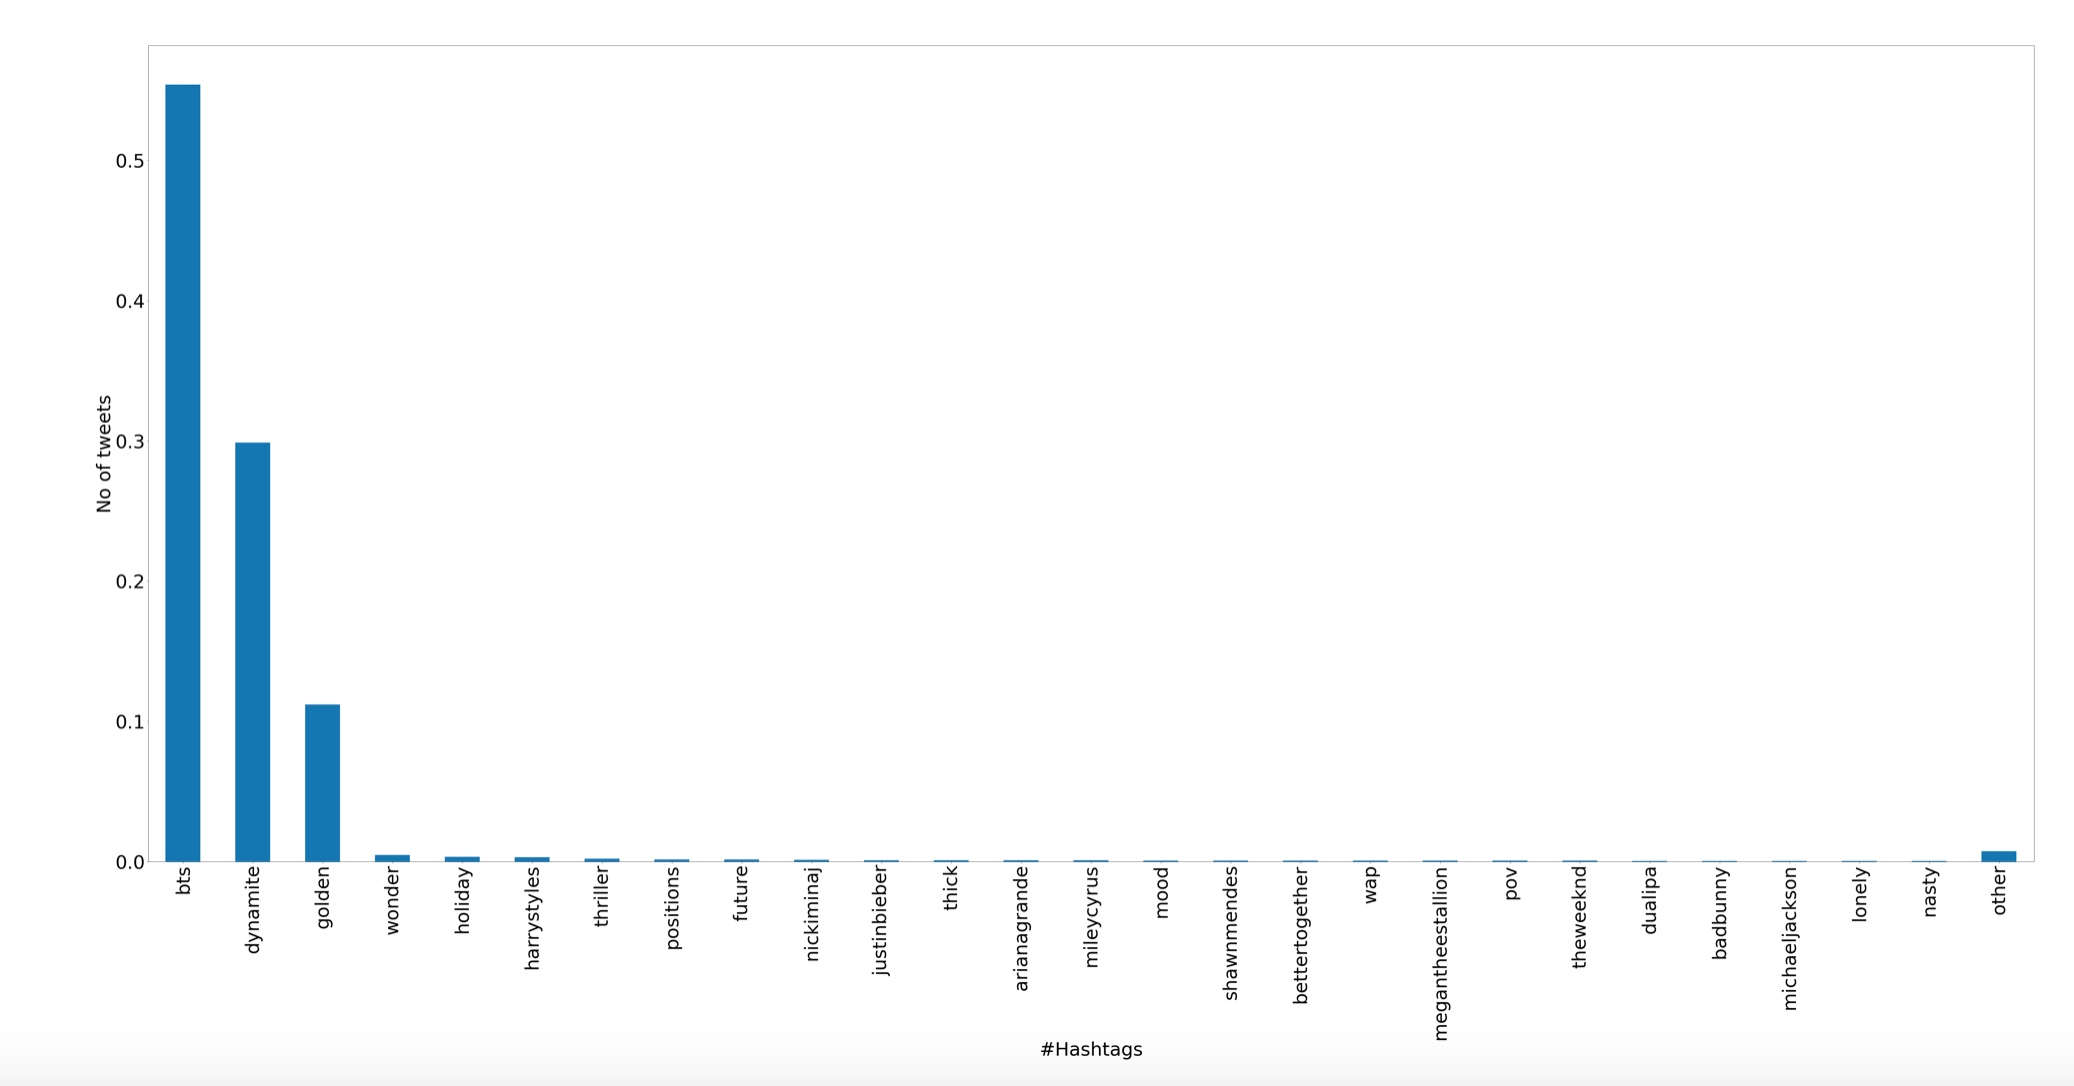 No of tweets
0.5
0.4
0.3
0.2
0.1
0.0
bts
dynamite
golden
wonder
holiday
harrystyles
thriller
positions
future
nickiminaj
justinbieber
thick
arianagrande
mileycyrus
mood
shawnmendes
bettertogether
wap
megantheestallion
pov
theweeknd
dualipa
badbunny
michaeljackson
lonely
nasty
other
#Hashtags